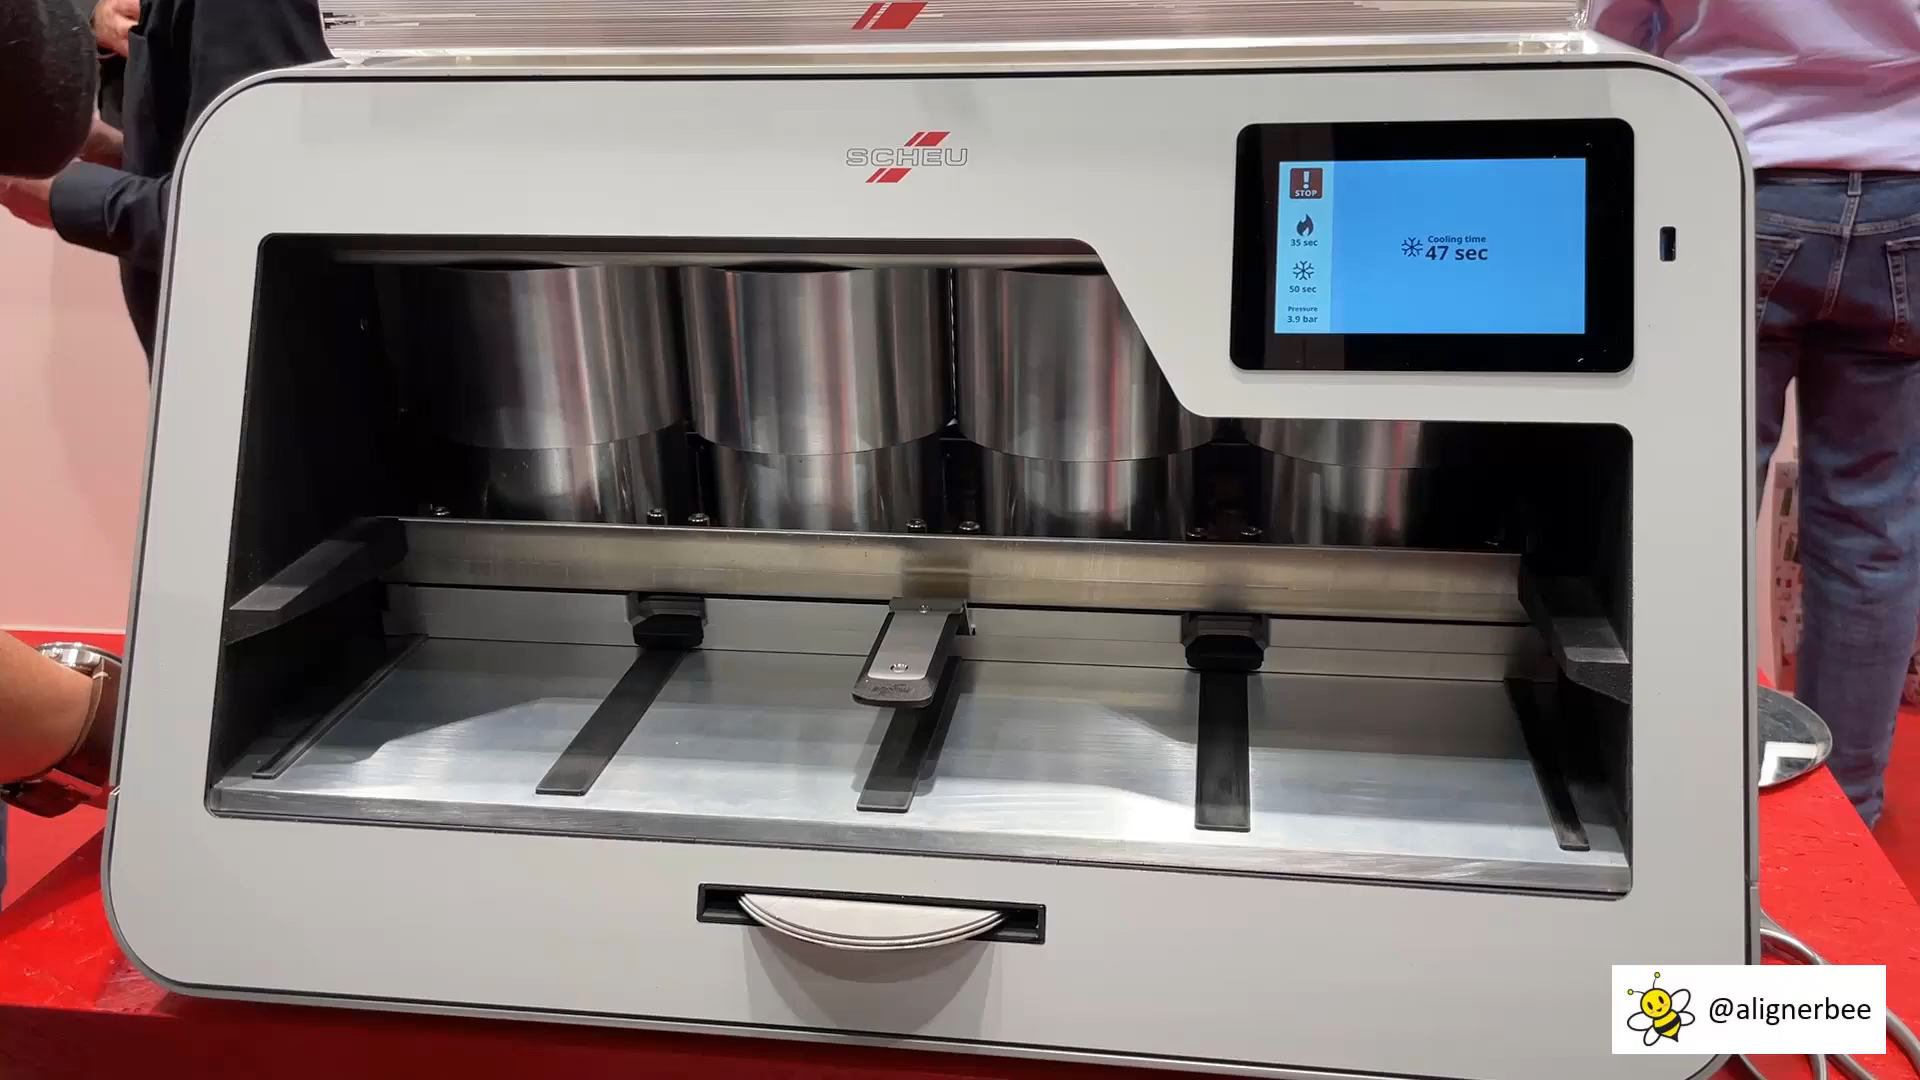 SCHEU
STOP
35 sec
50 sec
Pressure
3.9 bar
Cooling time
47 sec
@alignerbee